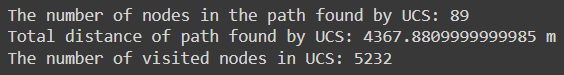 The number of nodes in the path found by UCS: 89
Total distance of path found by UCS: 4367.8809999999985 m
The number of visited nodes in UCS: 5232